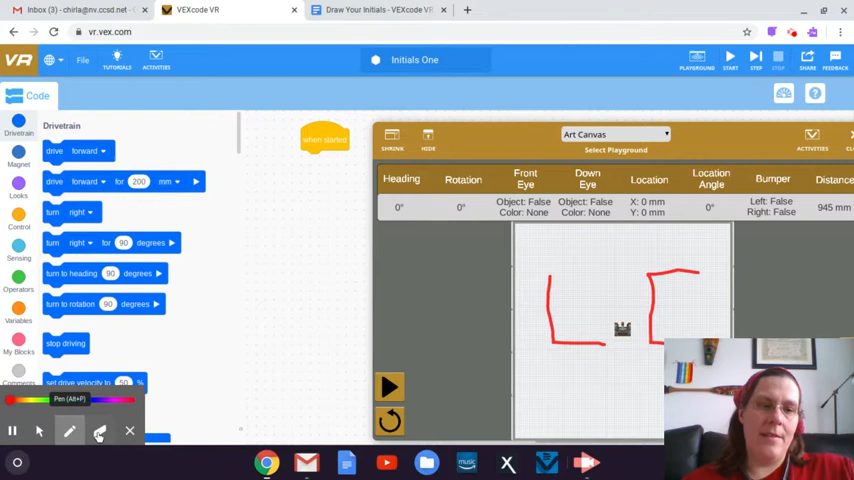 Inbox (3) - chirla@nv.ccsd.net -
VEXcode VR
Draw Your Initials - VEXcode VR
vr.vex.com
VR
File
TUTORIALS
ACTIVITIES
Initials One
PLAYGROUND
START
STEP
STOP
SHARE
FEEDBACK
Code
Drivetrain
Magnet
Looks
Control
Sensing
Operators
Variables
My Blocks
Comments
Drivetrain
drive forward
drive forward for 200 mm
turn right
turn right for 90 degrees
turn to heading 90 degrees
turn to rotation 90 degrees
stop driving
set drive velocity to 50 %
when started
SHRINK
HIDE
Art Canvas
Select Playground
ACTIVITIES
Heading
Rotation
Front Eye
Down Eye
Location
Location Angle
Bumper
Distance
0°
0°
Object: False
Color: None
Object: False
Color: None
X: 0 mm
Y: 0 mm
0°
Left: False
Right: False
945 mm
Pen (Alt+P)
music